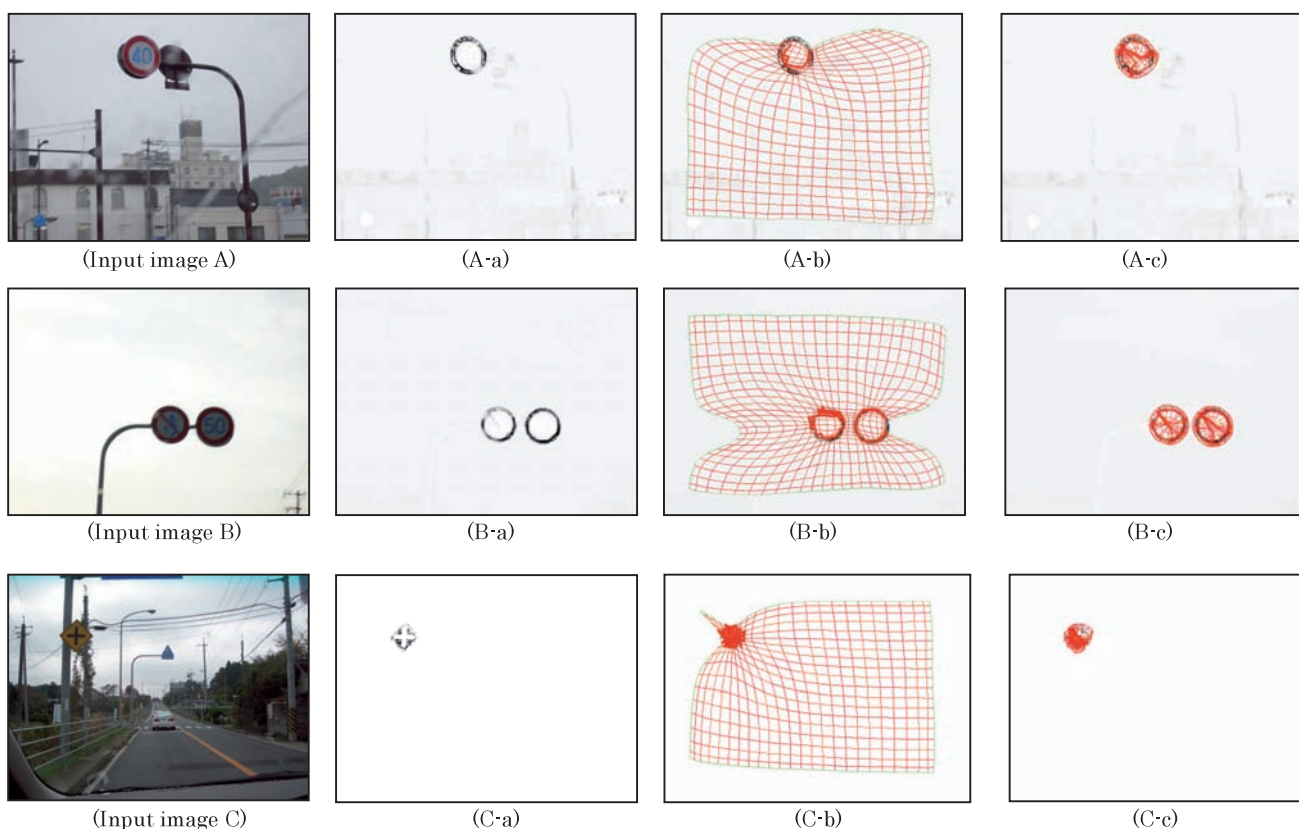 40
(Input image A)
(A-a)
(A-b)
(A-c)
50
(Input image B)
(B-a)
(B-b)
(B-c)
(Input image C)
(C-a)
(C-b)
(C-c)